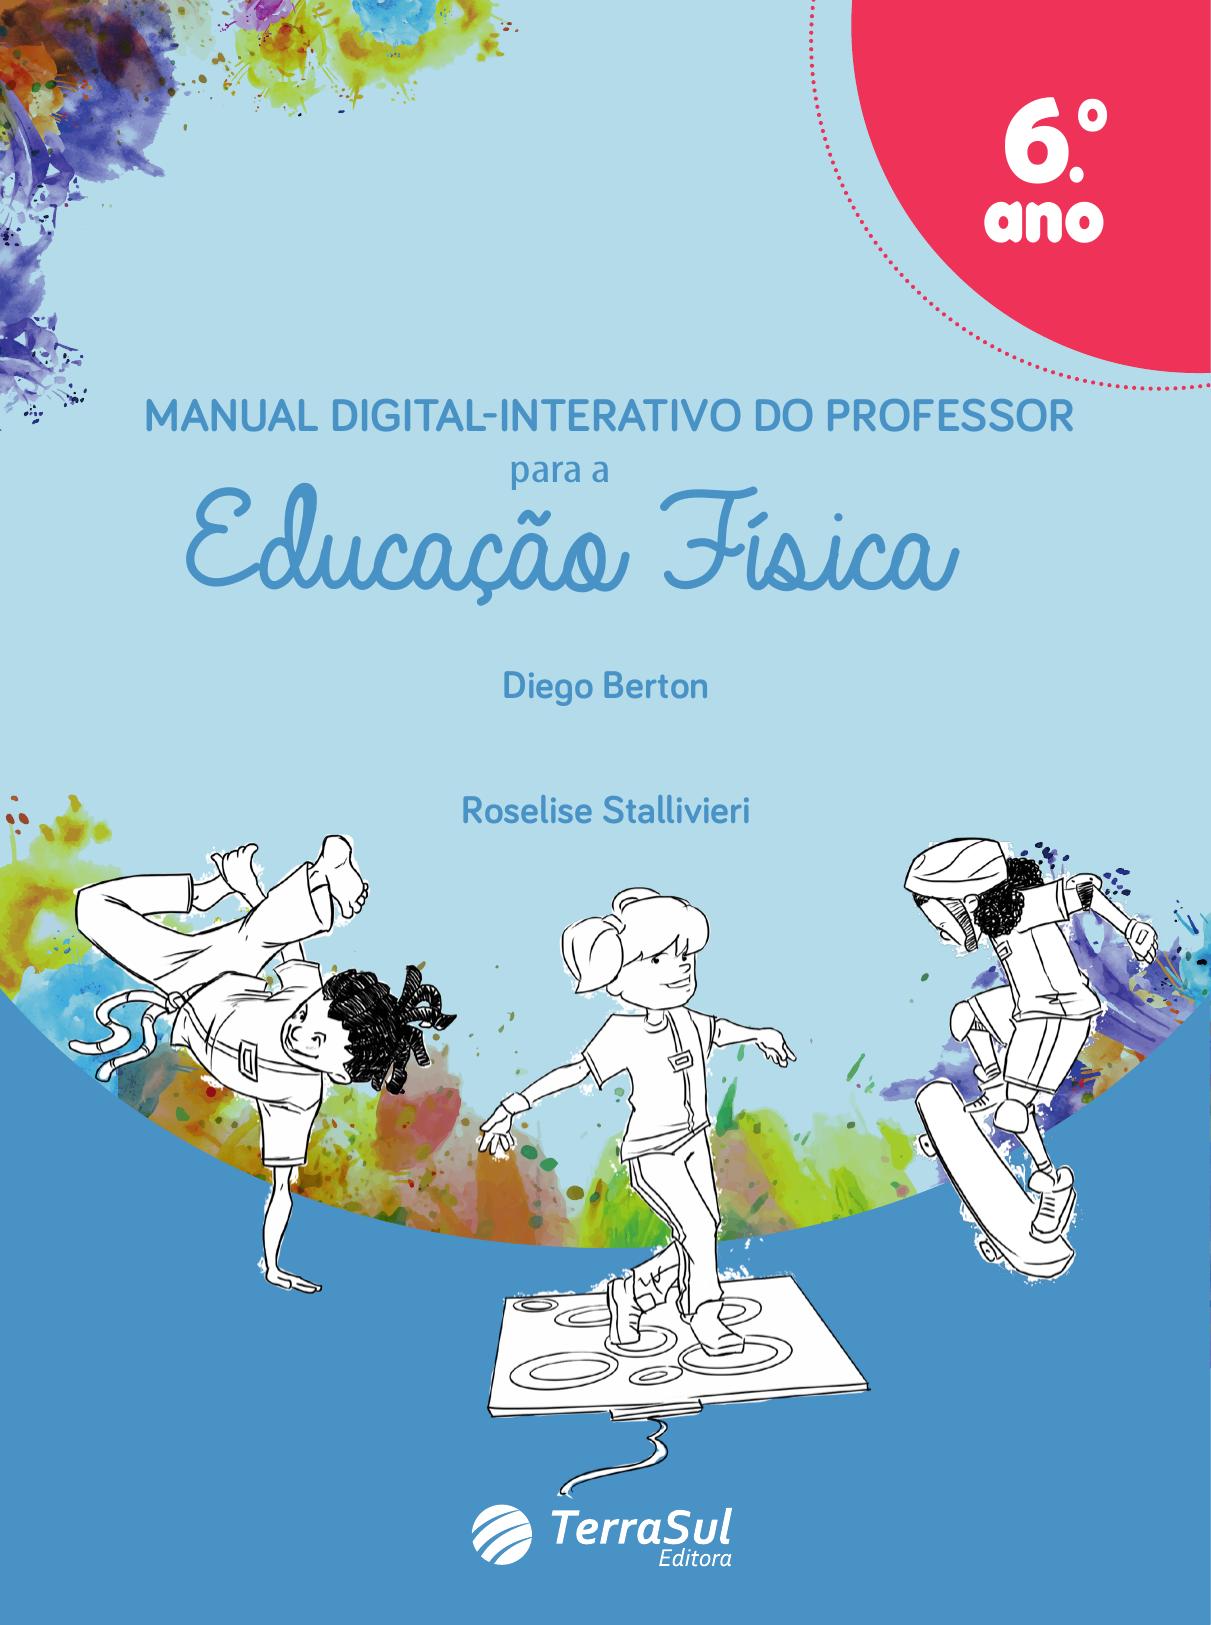 6.º
ano
MANUAL DIGITAL-INTERATIVO DO PROFESSOR
para a
Educação Física
Diego Berton
Roselise Stallivieri
TerraSul
Editora